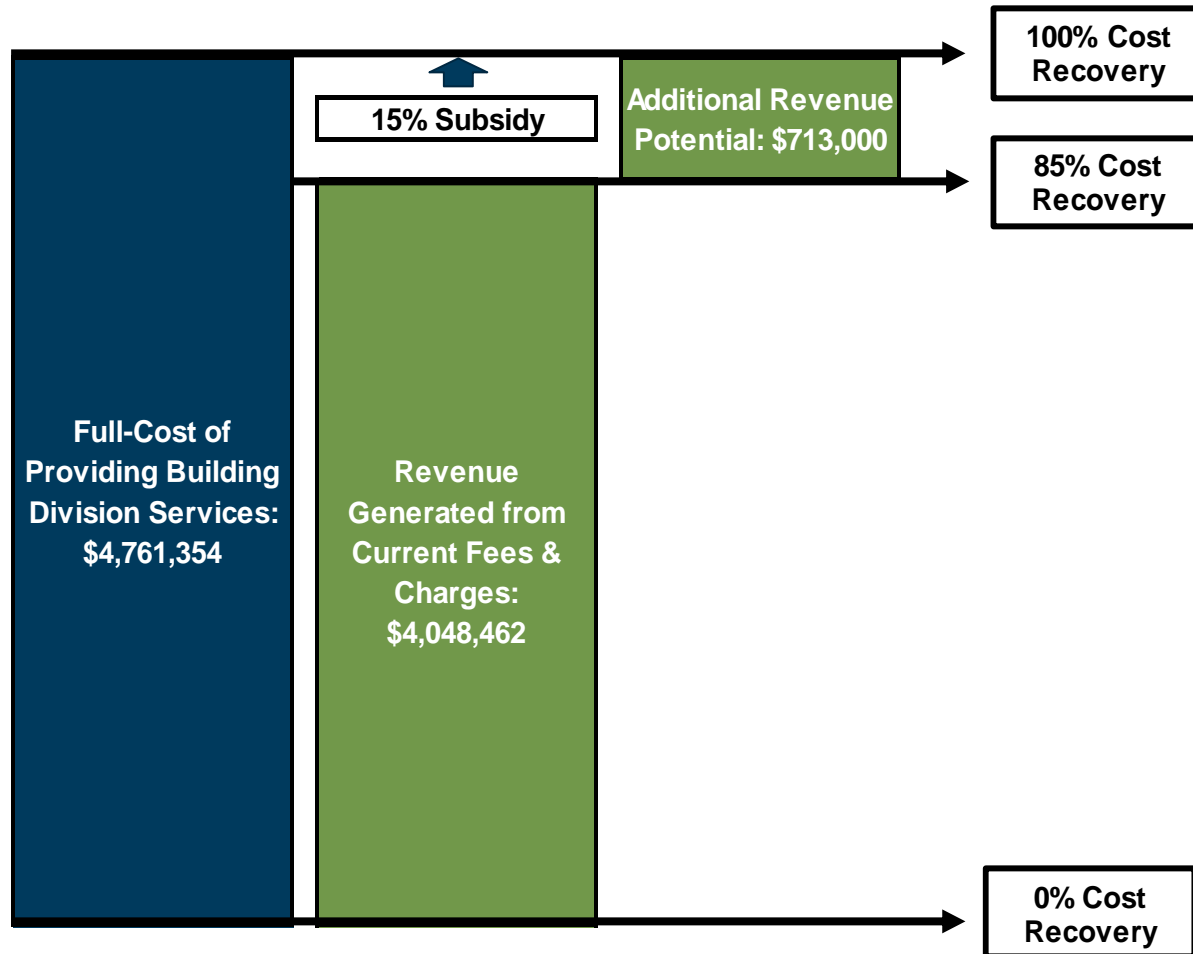 100% Cost
Recovery
15% Subsidy
Additional Revenue
Potential: $713,000
85% Cost
Recovery
Full-Cost of
Providing Building
Division Services:
$4,761,354
Revenue
Generated from
Current Fees &
Charges:
$4,048,462
0% Cost
Recovery